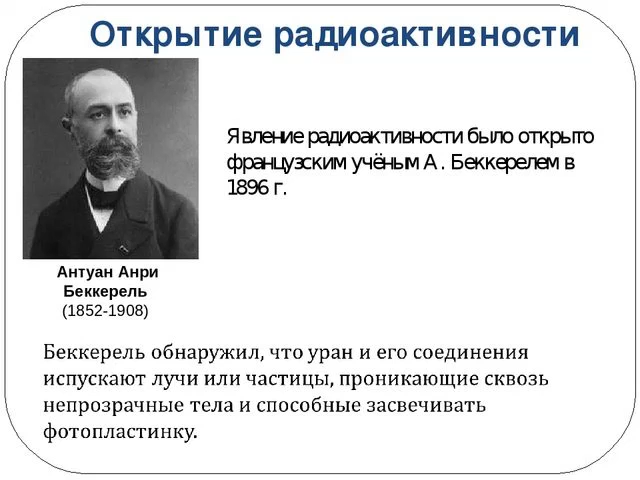 Открытие радиоактивности
Явление радиоактивности было открыто
французским учёным А. Беккерелем в
1896 г.
Антуан Анри
Беккерель
(1852-1908)
Беккерель обнаружил, что уран и его соединения
испускают лучи или частицы, проникающие сквозь
непрозрачные тела и способные засвечивать
фотопластинку.